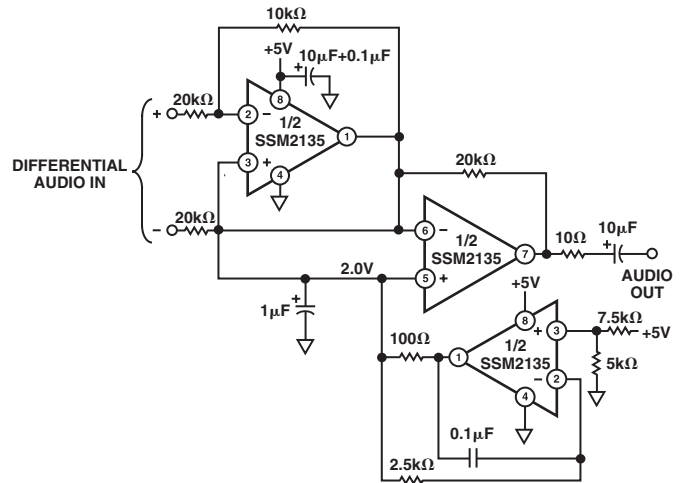 10kΩ
+5V
10μF+0.1μF
+
20kΩ
+
8
2
−
1/2
SSM2135
1
3
+
4
DIFFERENTIAL
AUDIO IN
20kΩ
−
20kΩ
6
−
1/2
SSM2135
7
5
+
10Ω
10μF
+
AUDIO
OUT
2.0V
1μF
+
+5V
8
100Ω
1
1/2
SSM2135
+
3
−
2
4
7.5kΩ
+5V
5kΩ
0.1μF
2.5kΩ